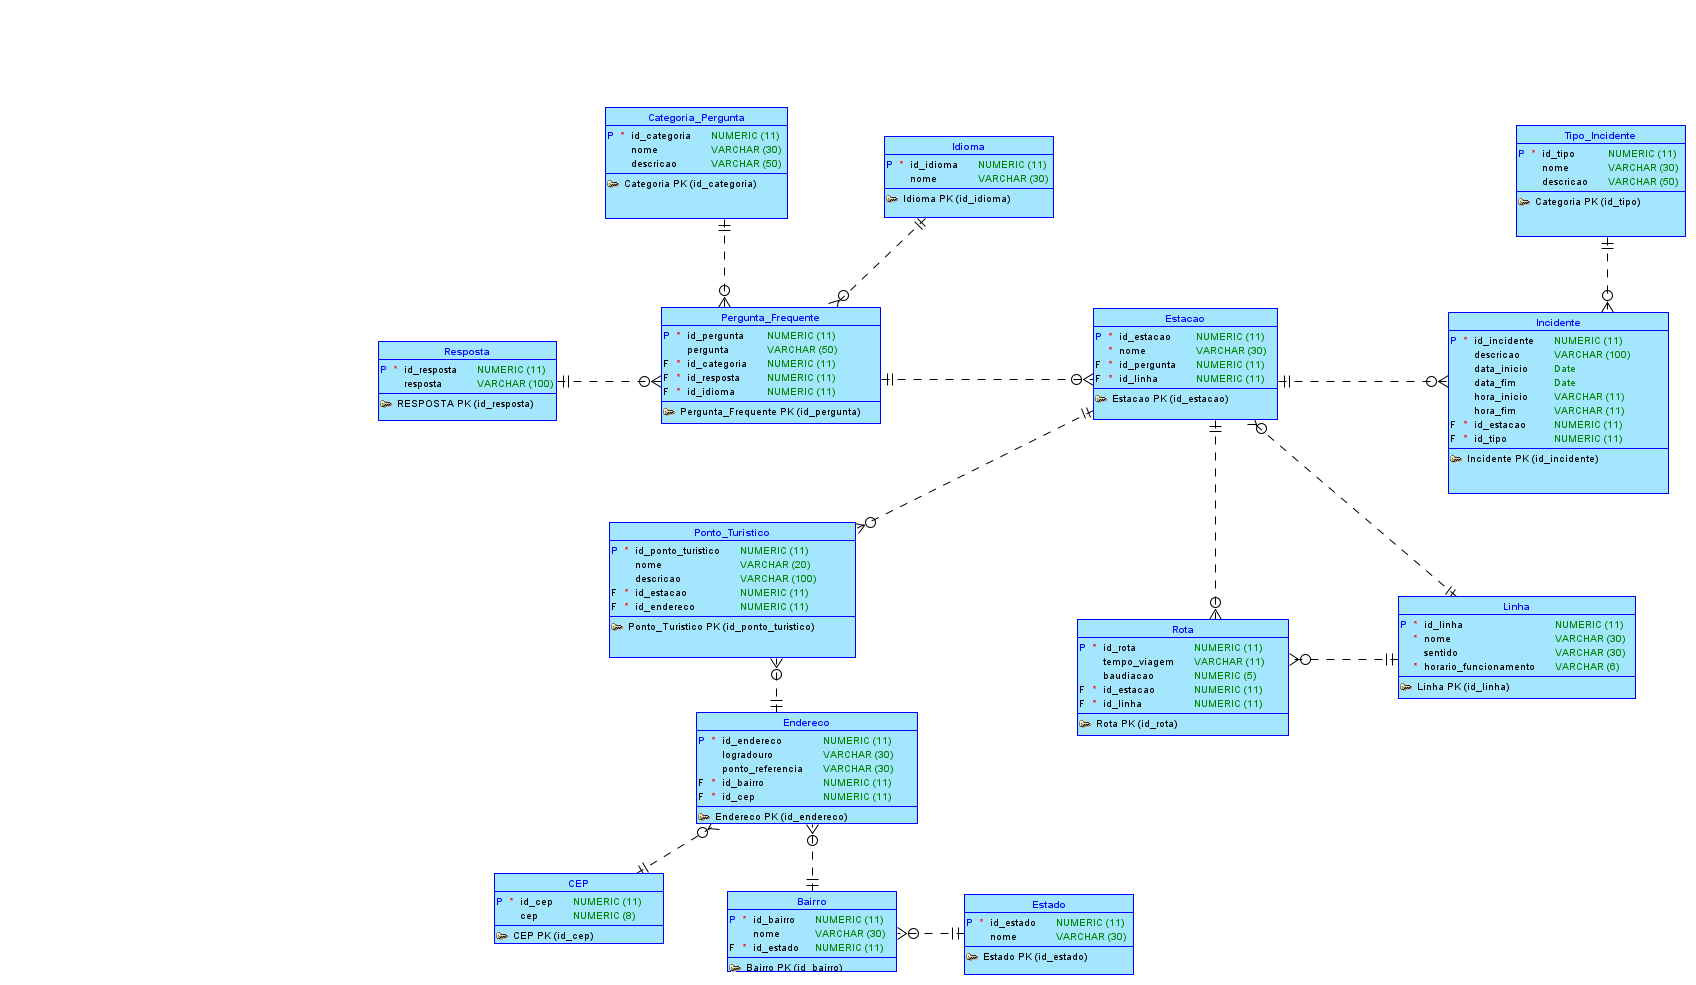 Categoria_Pergunta
P * id_categoria NUMERIC (11)
nome VARCHAR (30)
descricao VARCHAR (50)
Categoria PK (id_categoria)
Idioma
P * id_idioma NUMERIC (11)
nome VARCHAR (30)
Idioma PK (id_idioma)
Tipo_Incidente
P * id_tipo NUMERIC (11)
nome VARCHAR (30)
descricao VARCHAR (50)
Categoria PK (id_tipo)
Resposta
P * id_resposta NUMERIC (11)
resposta VARCHAR (100)
RESPOSTA PK (id_resposta)
Pergunta_Frequente
P * id_pergunta NUMERIC (11)
pergunta VARCHAR (50)
F * id_categoria NUMERIC (11)
F * id_resposta NUMERIC (11)
F * id_idioma NUMERIC (11)
Pergunta_Frequente PK (id_pergunta)
Estacao
P * id_estacao NUMERIC (11)
* nome VARCHAR (30)
F * id_pergunta NUMERIC (11)
F * id_linha NUMERIC (11)
Estacao PK (id_estacao)
Incidente
P * id_incidente NUMERIC (11)
descricao VARCHAR (100)
data_inicio Date
data_fim Date
hora_inicio VARCHAR (11)
hora_fim VARCHAR (11)
F * id_estacao NUMERIC (11)
F * id_tipo NUMERIC (11)
Incidente PK (id_incidente)
Ponto_Turistico
P * id_ponto_turistico NUMERIC (11)
nome VARCHAR (20)
descricao VARCHAR (100)
F * id_estacao NUMERIC (11)
F * id_endereco NUMERIC (11)
Ponto_Turistico PK (id_ponto_turistico)
Rota
P * id_rota NUMERIC (11)
tempo_viagem VARCHAR (11)
baudiacao NUMERIC (5)
F * id_estacao NUMERIC (11)
F * id_linha NUMERIC (11)
Rota PK (id_rota)
Linha
P * id_linha NUMERIC (11)
* nome VARCHAR (30)
sentido VARCHAR (30)
* horario_funcionamento VARCHAR (6)
Linha PK (id_linha)
Endereco
P * id_endereco NUMERIC (11)
logradouro VARCHAR (30)
ponto_referencia VARCHAR (30)
F * id_bairro NUMERIC (11)
F * id_cep NUMERIC (11)
Endereco PK (id_endereco)
CEP
P * id_cep NUMERIC (11)
cep NUMERIC (8)
CEP PK (id_cep)
Bairro
P * id_bairro NUMERIC (11)
nome VARCHAR (30)
F * id_estado NUMERIC (11)
Bairro PK (id_bairro)
Estado
P * id_estado NUMERIC (11)
nome VARCHAR (30)
Estado PK (id_estado)